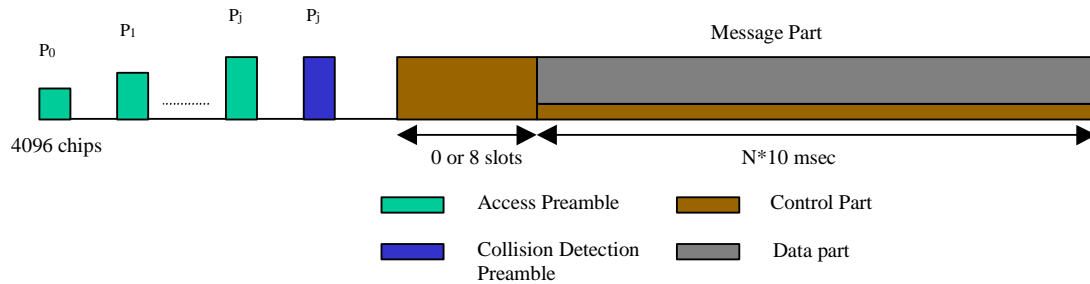 P0
P1
Pj
Pj
Message Part
............
4096 chips
0 or 8 slots
N*10 msec
Access Preamble
Control Part
Collision Detection
Preamble
Data part